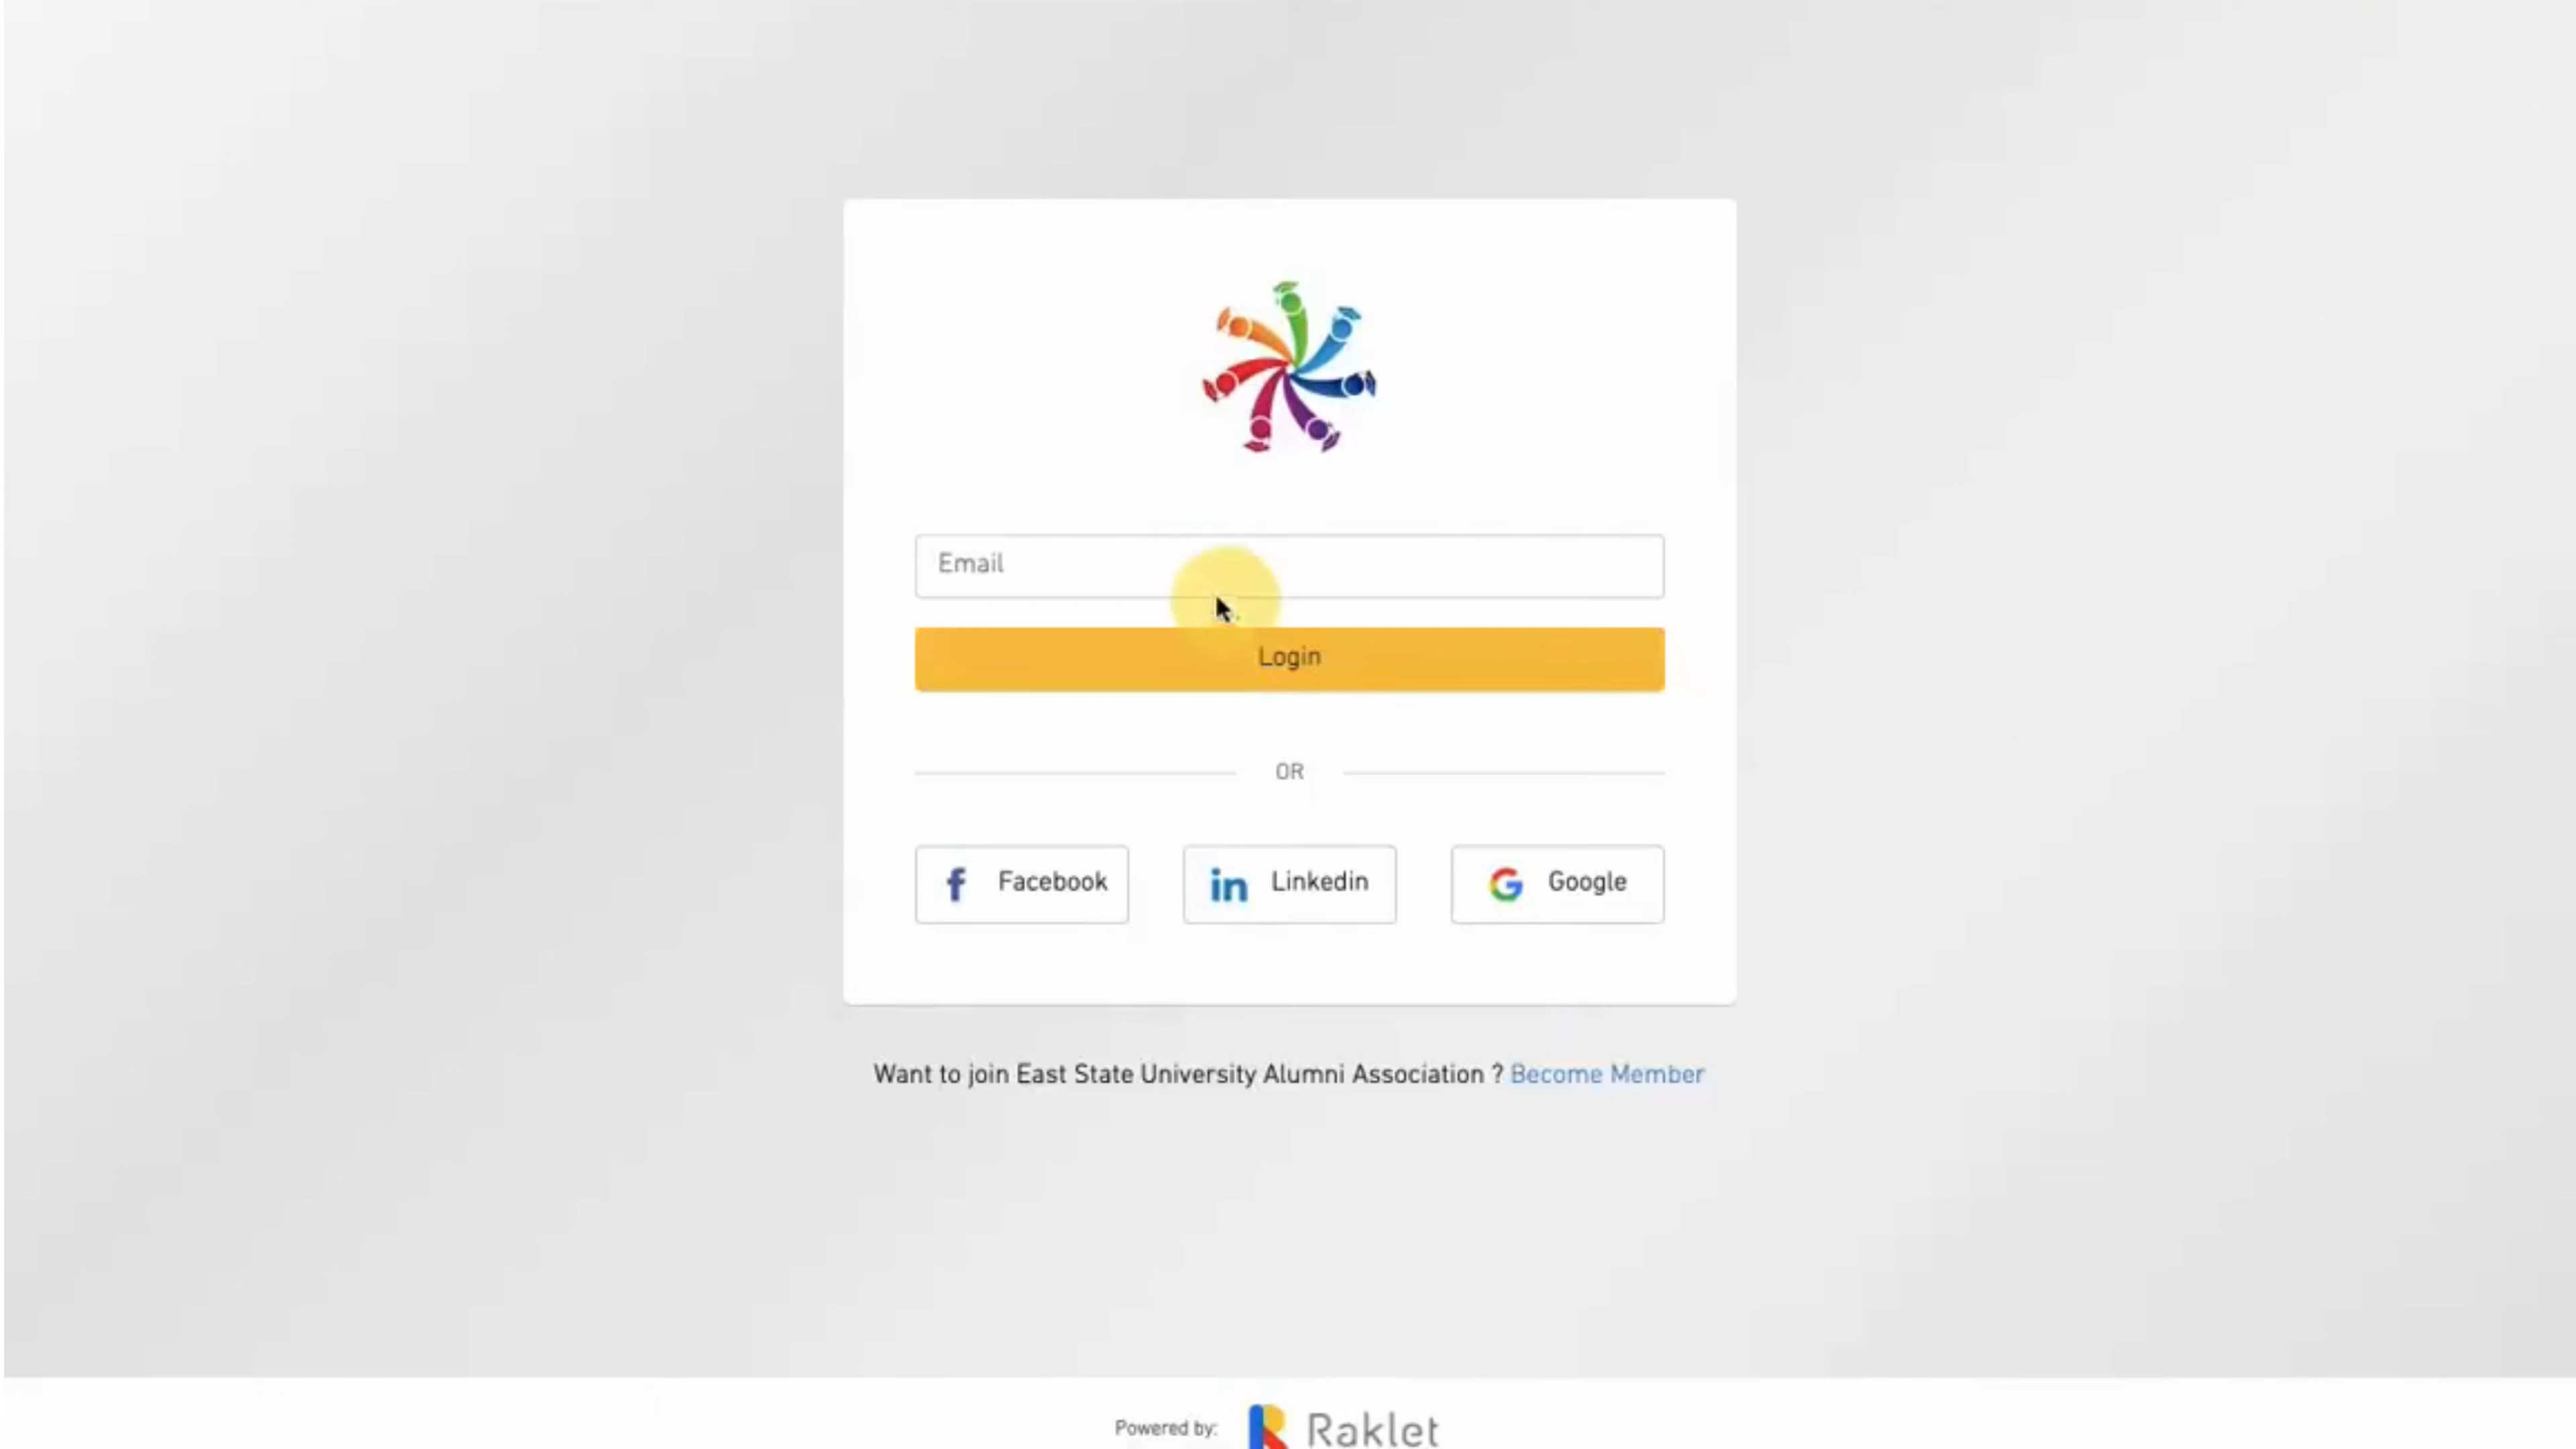 Email
Login
OR
Facebook
Linkedin
Google
Want to join East State University Alumni Association ? Become Member
Powered by: Raklet